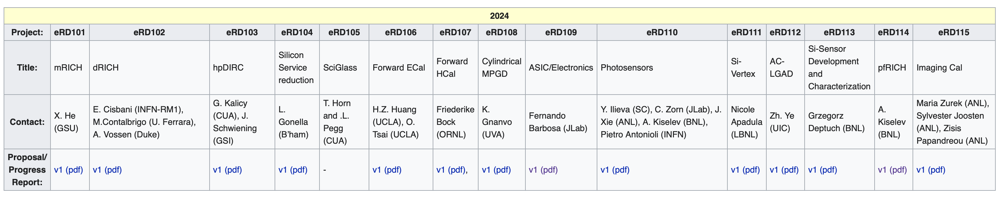 2024
Project: eRD101 eRD102 eRD103 eRD104 eRD105 eRD106 eRD107 eRD108 eRD109 eRD110 eRD111 eRD112 eRD113 eRD114 eRD115
Title:
mRICH
dRICH
hpDIRC
Silicon
Service
reduction
SciGlass
Forward ECal
Forward
HCal
Cylindrical
MPGD
ASIC/Electronics
Photosensors
Si-
Vertex
AC-
LGAD
Si-Sensor
Development
and
Characterization
pfRICH
Imaging Cal
Contact:
X. He
(GSU)
E. Cisbani (INFN-RM1),
M.Contalbrigo (U. Ferrara),
A. Vossen (Duke)
G. Kalicy
(CUA), J.
Schwiening
(GSI)
L.
Gonella
(B’ham)
T. Horn
and .L.
Pegg
(CUA)
H.Z. Huang
(UCLA), O.
Tsai (UCLA)
Friederike
Bock
(ORNL)
K.
Gnanvo
(UVA)
Fernando
Barbosa (JLab)
Y. Ilieva (SC), C. Zorn (JLab), J.
Xie (ANL), A. Kiselev (BNL),
Pietro Antonioli (INFN)
Nicole
Apadula
(LBNL)
Zh. Ye
(UIC)
Grzegorz
Deptuch (BNL)
A.
Kiselev
(BNL)
Maria Zurek (ANL),
Sylvester Joosten
(ANL), Zisis
Papandreou (ANL)
Proposal/
Progress
Report:
v1 (pdf)
v1 (pdf)
v1 (pdf)
v1 (pdf)
-
v1 (pdf)
v1 (pdf),
v1 (pdf)
v1 (pdf)
v1 (pdf)
v1 (pdf)
v1 (pdf)
v1 (pdf)
v1 (pdf)
v1 (pdf)